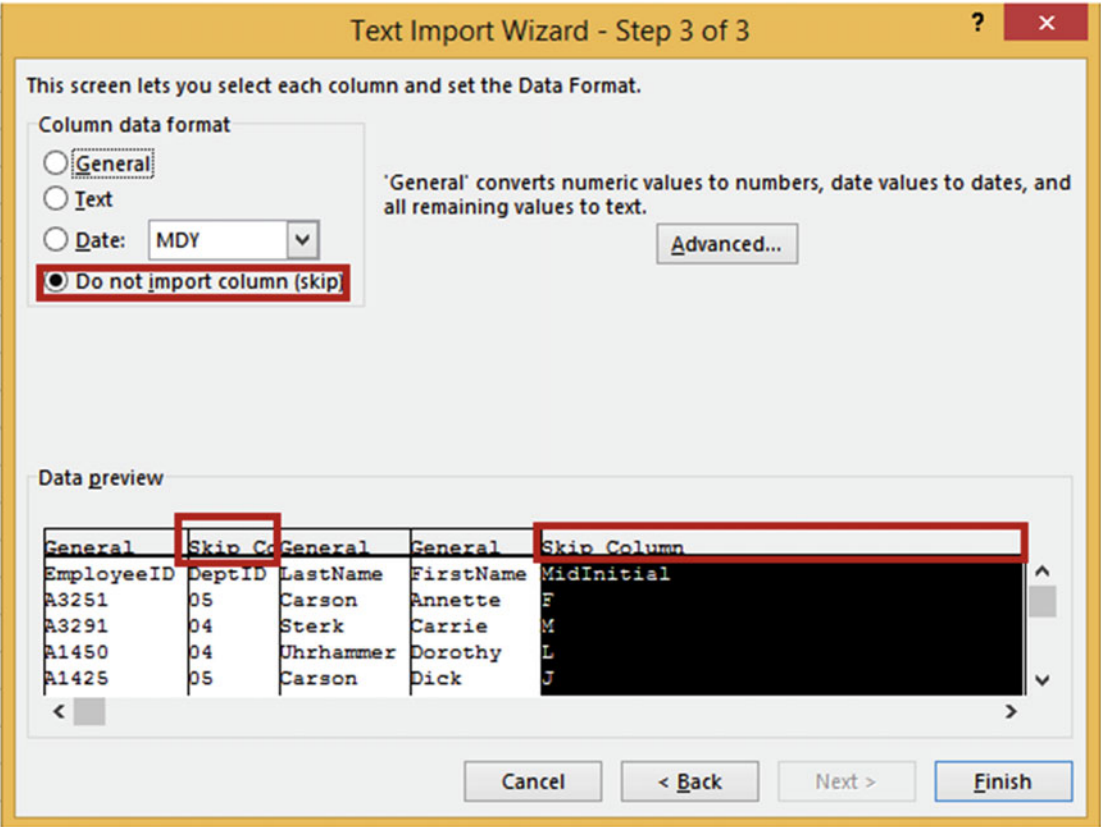 Text Import Wizard - Step 3 of 3
?
This screen lets you select each column and set the Data Format.
Column data format
General
Text
Date: MDY
Do not import column (skip)
'General' converts numeric values to numbers, date values to dates, and
all remaining values to text.
Advanced...
Data preview
General Skip Co General General Skip Column
EmployeeID DeptID LastName FirstName MidInitial
A3251 05 Carson Annette F
A3291 04 Sterk Carrie M
A1450 04 Uhrhammer Dorothy L
A1425 05 Carson Dick J
Cancel < Back Next > Finish